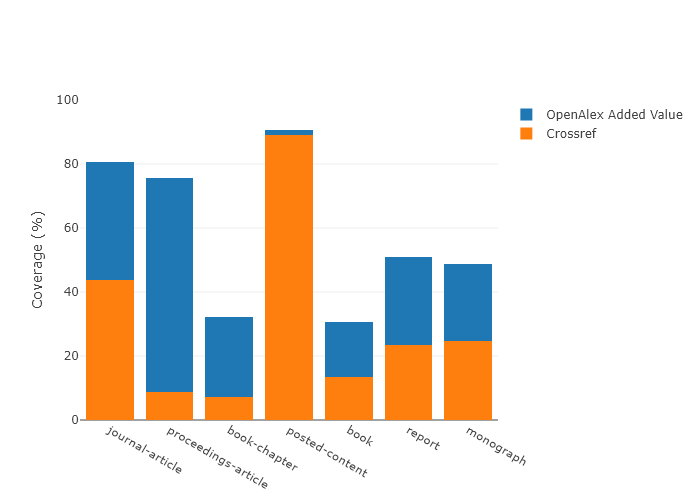 100
80
60
40
20
0
Coverage (%)
journal-article
proceedings-article
book-chapter
posted-content
book
report
monograph
OpenAlex Added Value
Crossref